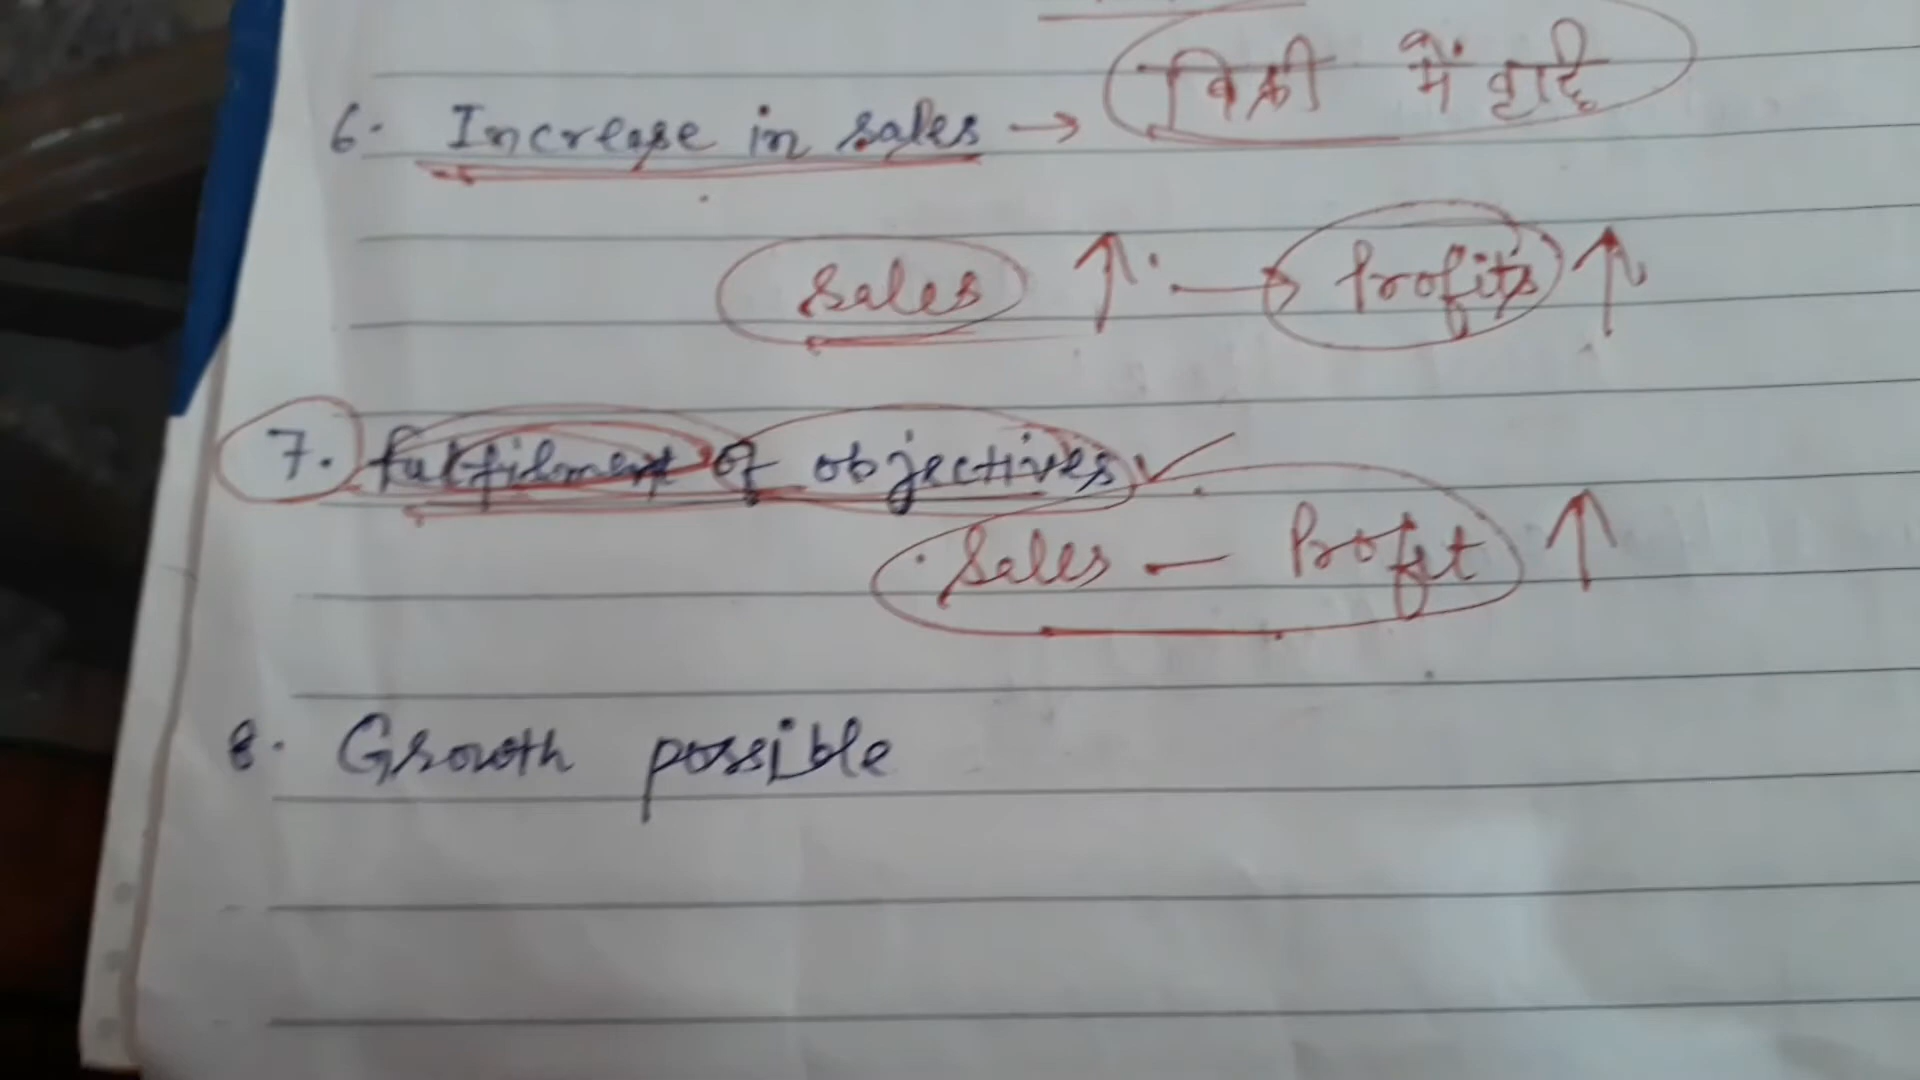 6. Increase in sales → बिक्री में वृद्धि
Sales ↑ → Profits ↑
7. fulfilment of objectives ✓
Sales — Profit ↑
8. Growth possible